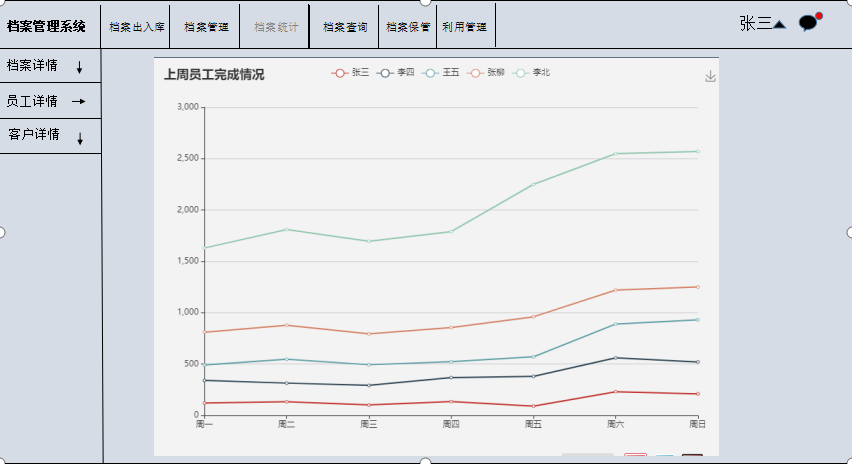 档案管理系统 档案出入库 档案管理 档案统计 档案查询 档案保管 利用管理 张三
档案详情
员工详情
客户详情
上周员工完成情况 张三 李四 王五 张柳 李北
3,000
2,500
2,000
1,500
1,000
500
0
周一 周二 周三 周四 周五 周六 周日